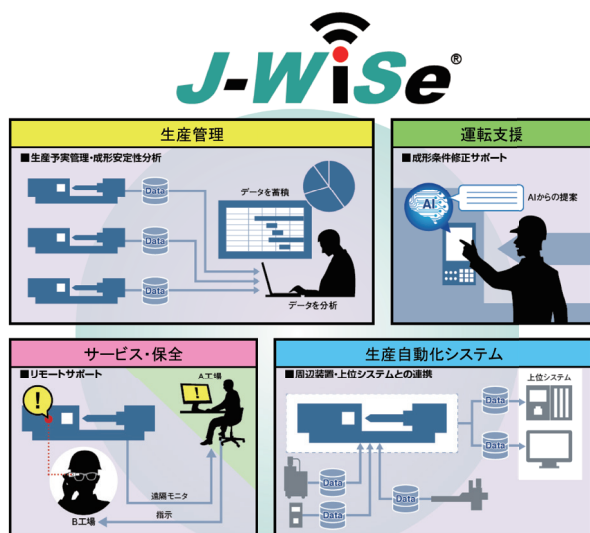 J-WiSe®
生産管理
■生産予実管理・成形安定性分析
Data
Data
Data
データを蓄積
データを分析
運転支援
■成形条件修正サポート
AI
AIからの提案
サービス・保全
■リモートサポート
!
A工場
!
遠隔モニタ
指示
B工場
生産自動化システム
■周辺装置・上位システムとの連携
上位システム
Data
Data
Data
Data
Data